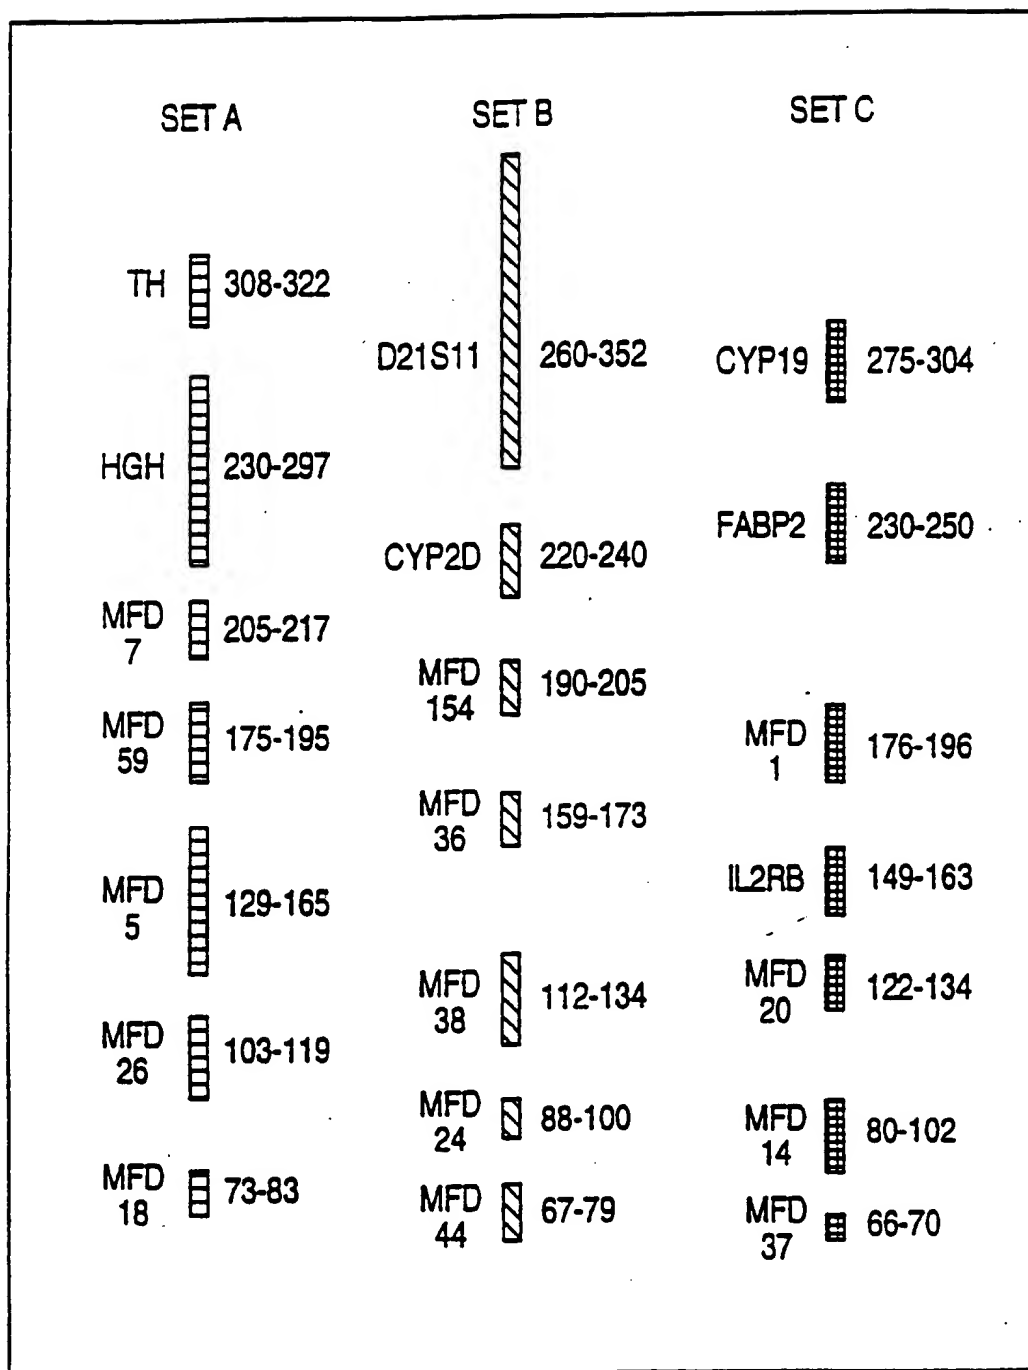 SET A
TH 308-322
HGH 230-297
MFD 7 205-217
MFD 59 175-195
MFD 5 129-165
MFD 26 103-119
MFD 18 73-83
SET B
D21S11 260-352
CYP2D 220-240
MFD 154 190-205
MFD 36 159-173
MFD 38 112-134
MFD 24 88-100
MFD 44 67-79
SET C
CYP19 275-304
FABP2 230-250
MFD 1 176-196
IL2RB 149-163
MFD 20 122-134
MFD 14 80-102
MFD 37 66-70